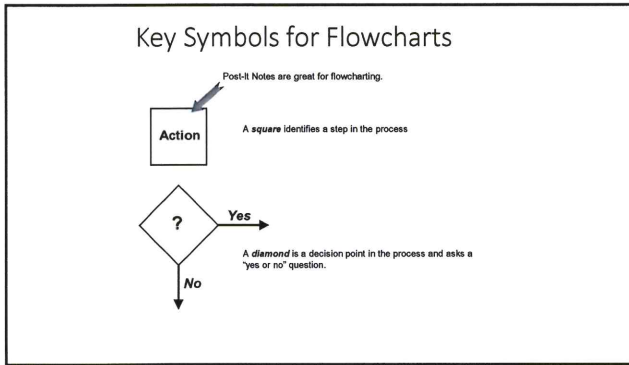 Key Symbols for Flowcharts
Post-It Notes are great for flowcharting.
Action
A square identifies a step in the process
?
Yes
A diamond is a decision point in the process and asks a
"yes or no" question.
No